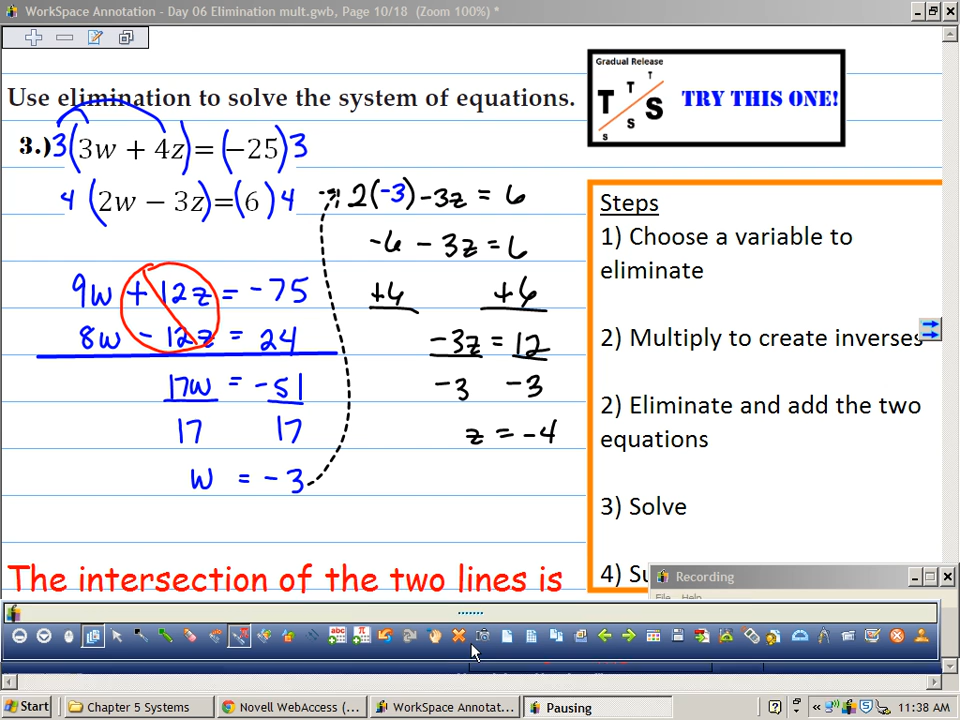 WorkSpace Annotation - Day 06 Elimination mult.gwb, Page 10/18 (Zoom 100%) *
Gradual Release
T T T S
S S
TRY THIS ONE!
Use elimination to solve the system of equations.
3.) 3(3w + 4z) = (−25)3
4(2w − 3z) = (6)4
9w + 12z = -75
8w - 12z = 24
17w = -51
17 17
w = -3
2(-3) -3z = 6
-6 - 3z = 6
+6 +6
-3z = 12
-3 -3
z = -4
Steps
1) Choose a variable to
eliminate
2) Multiply to create inverses
2) Eliminate and add the two
equations
3) Solve
4) Su
The intersection of the two lines is
Recording
Start
Chapter 5 Systems
Novell WebAccess (...
WorkSpace Annotat...
Pausing
11:38 AM